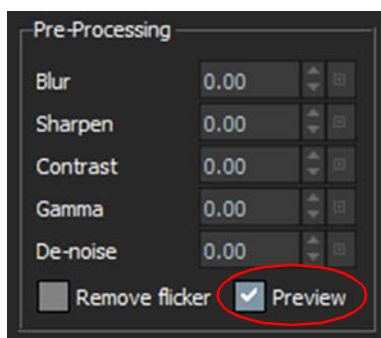 Pre-Processing
Blur 0.00
Sharpen 0.00
Contrast 0.00
Gamma 0.00
De-noise 0.00
Remove flicker Preview